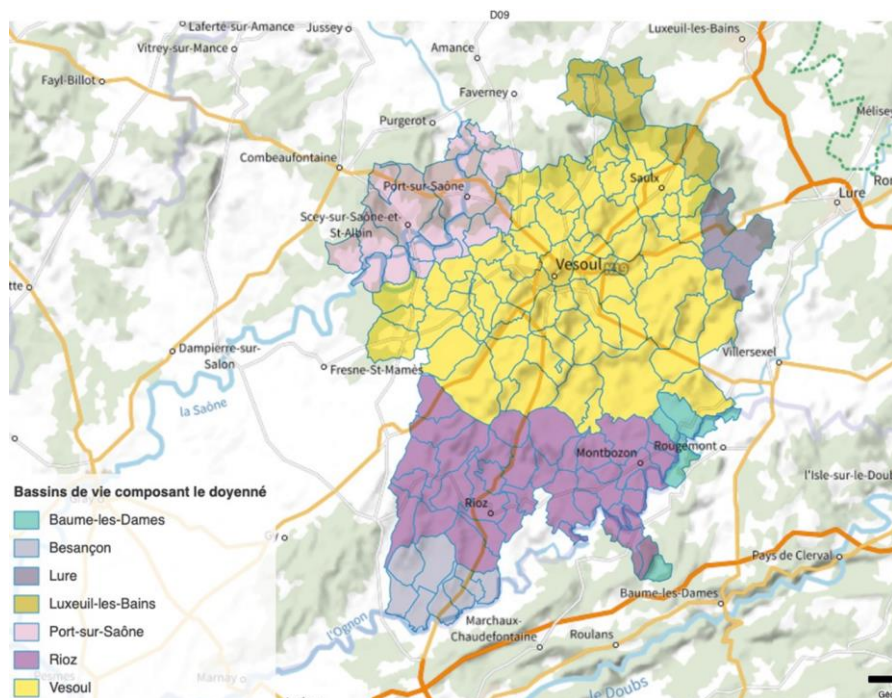 D09
Laferté-sur-Amance
Jussey
Luxeuil-les-Bains
Vitrey-sur-Mance
Amance
Fayl-Billot
Faverney
Purgerot
Combeaufontaine
Port-sur-Saône
Saulx
Lure
Scey-sur-Saône-et-
St-Albin
Vesoul
Villersexel
Dampierre-sur-
Salon
Fresne-St-Mamès
la Saône
Rougemont
Montbozon
l'Isle-sur-le-Doubs
Rioz
Bassins de vie composant le doyenné
Baume-les-Dames
Besançon
Lure
Luxeuil-les-Bains
Port-sur-Saône
Rioz
Vesoul
Pays de Clerval
Baume-les-Dames
l'Ognon
Marchaux-
Chaudefontaine
Roulans
Marnay
le Doubs